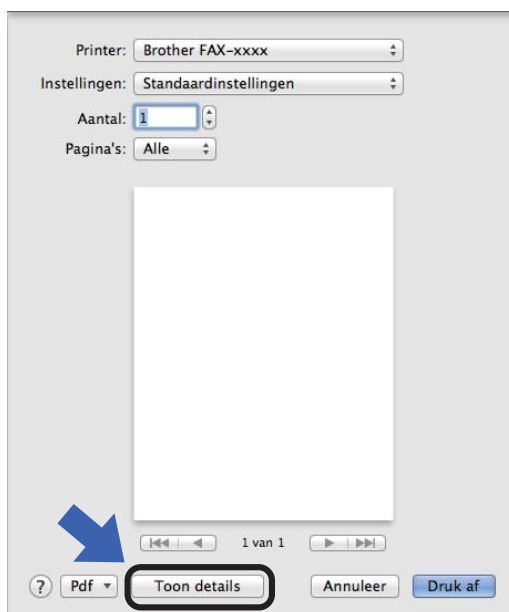 Printer: Brother FAX-xxxx
Instellingen: Standaardinstellingen
Aantal: 1
Pagina's: Alle
1 van 1
? Pdf Toon details Annuleer Druk af